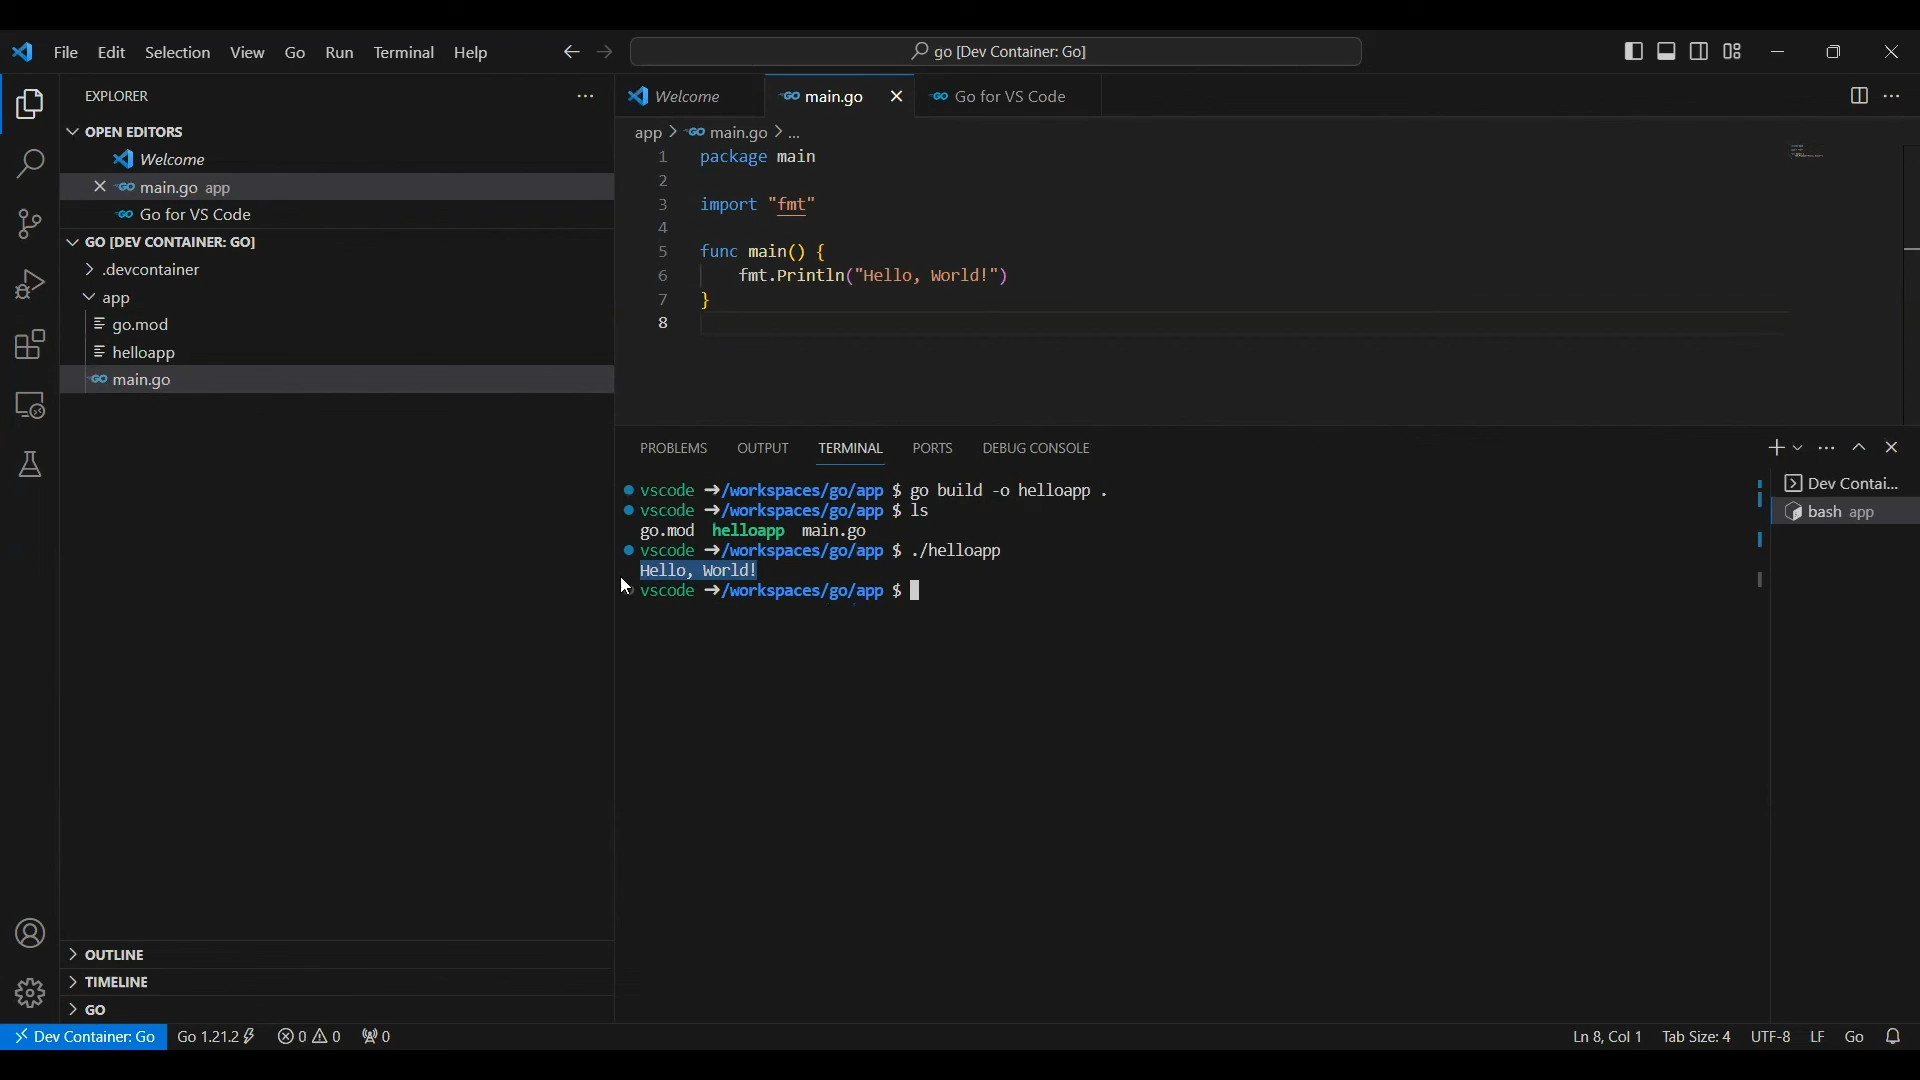 File Edit Selection View Go Run Terminal Help
go [Dev Container: Go]
EXPLORER
OPEN EDITORS
Welcome
main.go app
Go for VS Code
GO [DEV CONTAINER: GO]
.devcontainer
app
go.mod
helloapp
main.go
OUTLINE
TIMELINE
GO
Welcome main.go Go for VS Code
app > main.go > ...
1 package main
2
3 import "fmt"
4
5 func main() {
6 fmt.Println("Hello, World!")
7 }
8
PROBLEMS OUTPUT TERMINAL PORTS DEBUG CONSOLE
vscode ➜/workspaces/go/app $ go build -o helloapp .
vscode ➜/workspaces/go/app $ ls
go.mod helloapp main.go
vscode ➜/workspaces/go/app $ ./helloapp
Hello, World!
vscode ➜/workspaces/go/app $
Dev Contai...
bash app
Dev Container: Go Go 1.21.2 0 0 0 Ln 8, Col 1 Tab Size: 4 UTF-8 LF Go